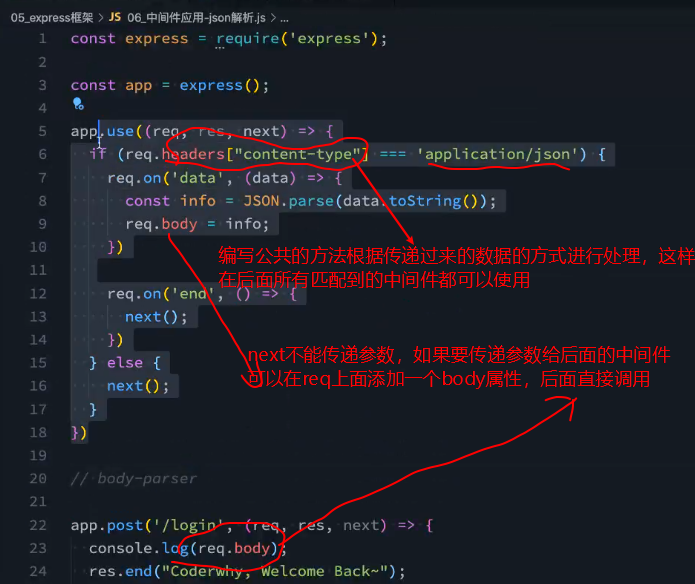 05_express框架 > JS 06_中间件应用-json解析.js > ...
1 const express = require('express');
2
3 const app = express();
4
5 app.use((req, res, next) => {
6 if (req.headers["content-type"] === 'application/json') {
7 req.on('data', (data) => {
8 const info = JSON.parse(data.toString());
9 req.body = info;
10 })
编写公共的方法根据传递过来的数据的方式进行处理，这样
在后面所有匹配到的中间件都可以使用
11
12 req.on('end', () => {
13 next();
14 })
next不能传递参数，如果要传递参数给后面的中间件
可以在req上面添加一个body属性，后面直接调用
15 } else {
16 next();
17 }
18 })
19
20 // body-parser
21
22 app.post('/login', (req, res, next) => {
23 console.log(req.body);
24 res.end("Coderwhy, Welcome Back~");